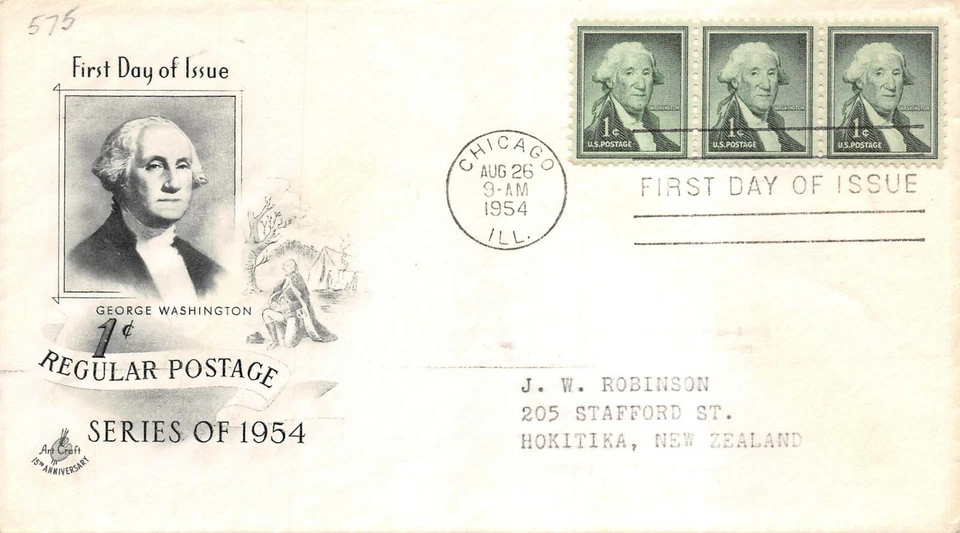 575
First Day of Issue
GEORGE WASHINGTON
1¢
REGULAR POSTAGE
SERIES OF 1954
Art Craft
15TH ANNIVERSARY
CHICAGO
AUG 26
9-AM
1954
ILL.
WASHINGTON
1¢
U.S. POSTAGE
WASHINGTON
1¢
U.S. POSTAGE
WASHINGTON
1¢
U.S. POSTAGE
FIRST DAY OF ISSUE
J. W. ROBINSON
205 STAFFORD ST.
HOKITIKA, NEW ZEALAND